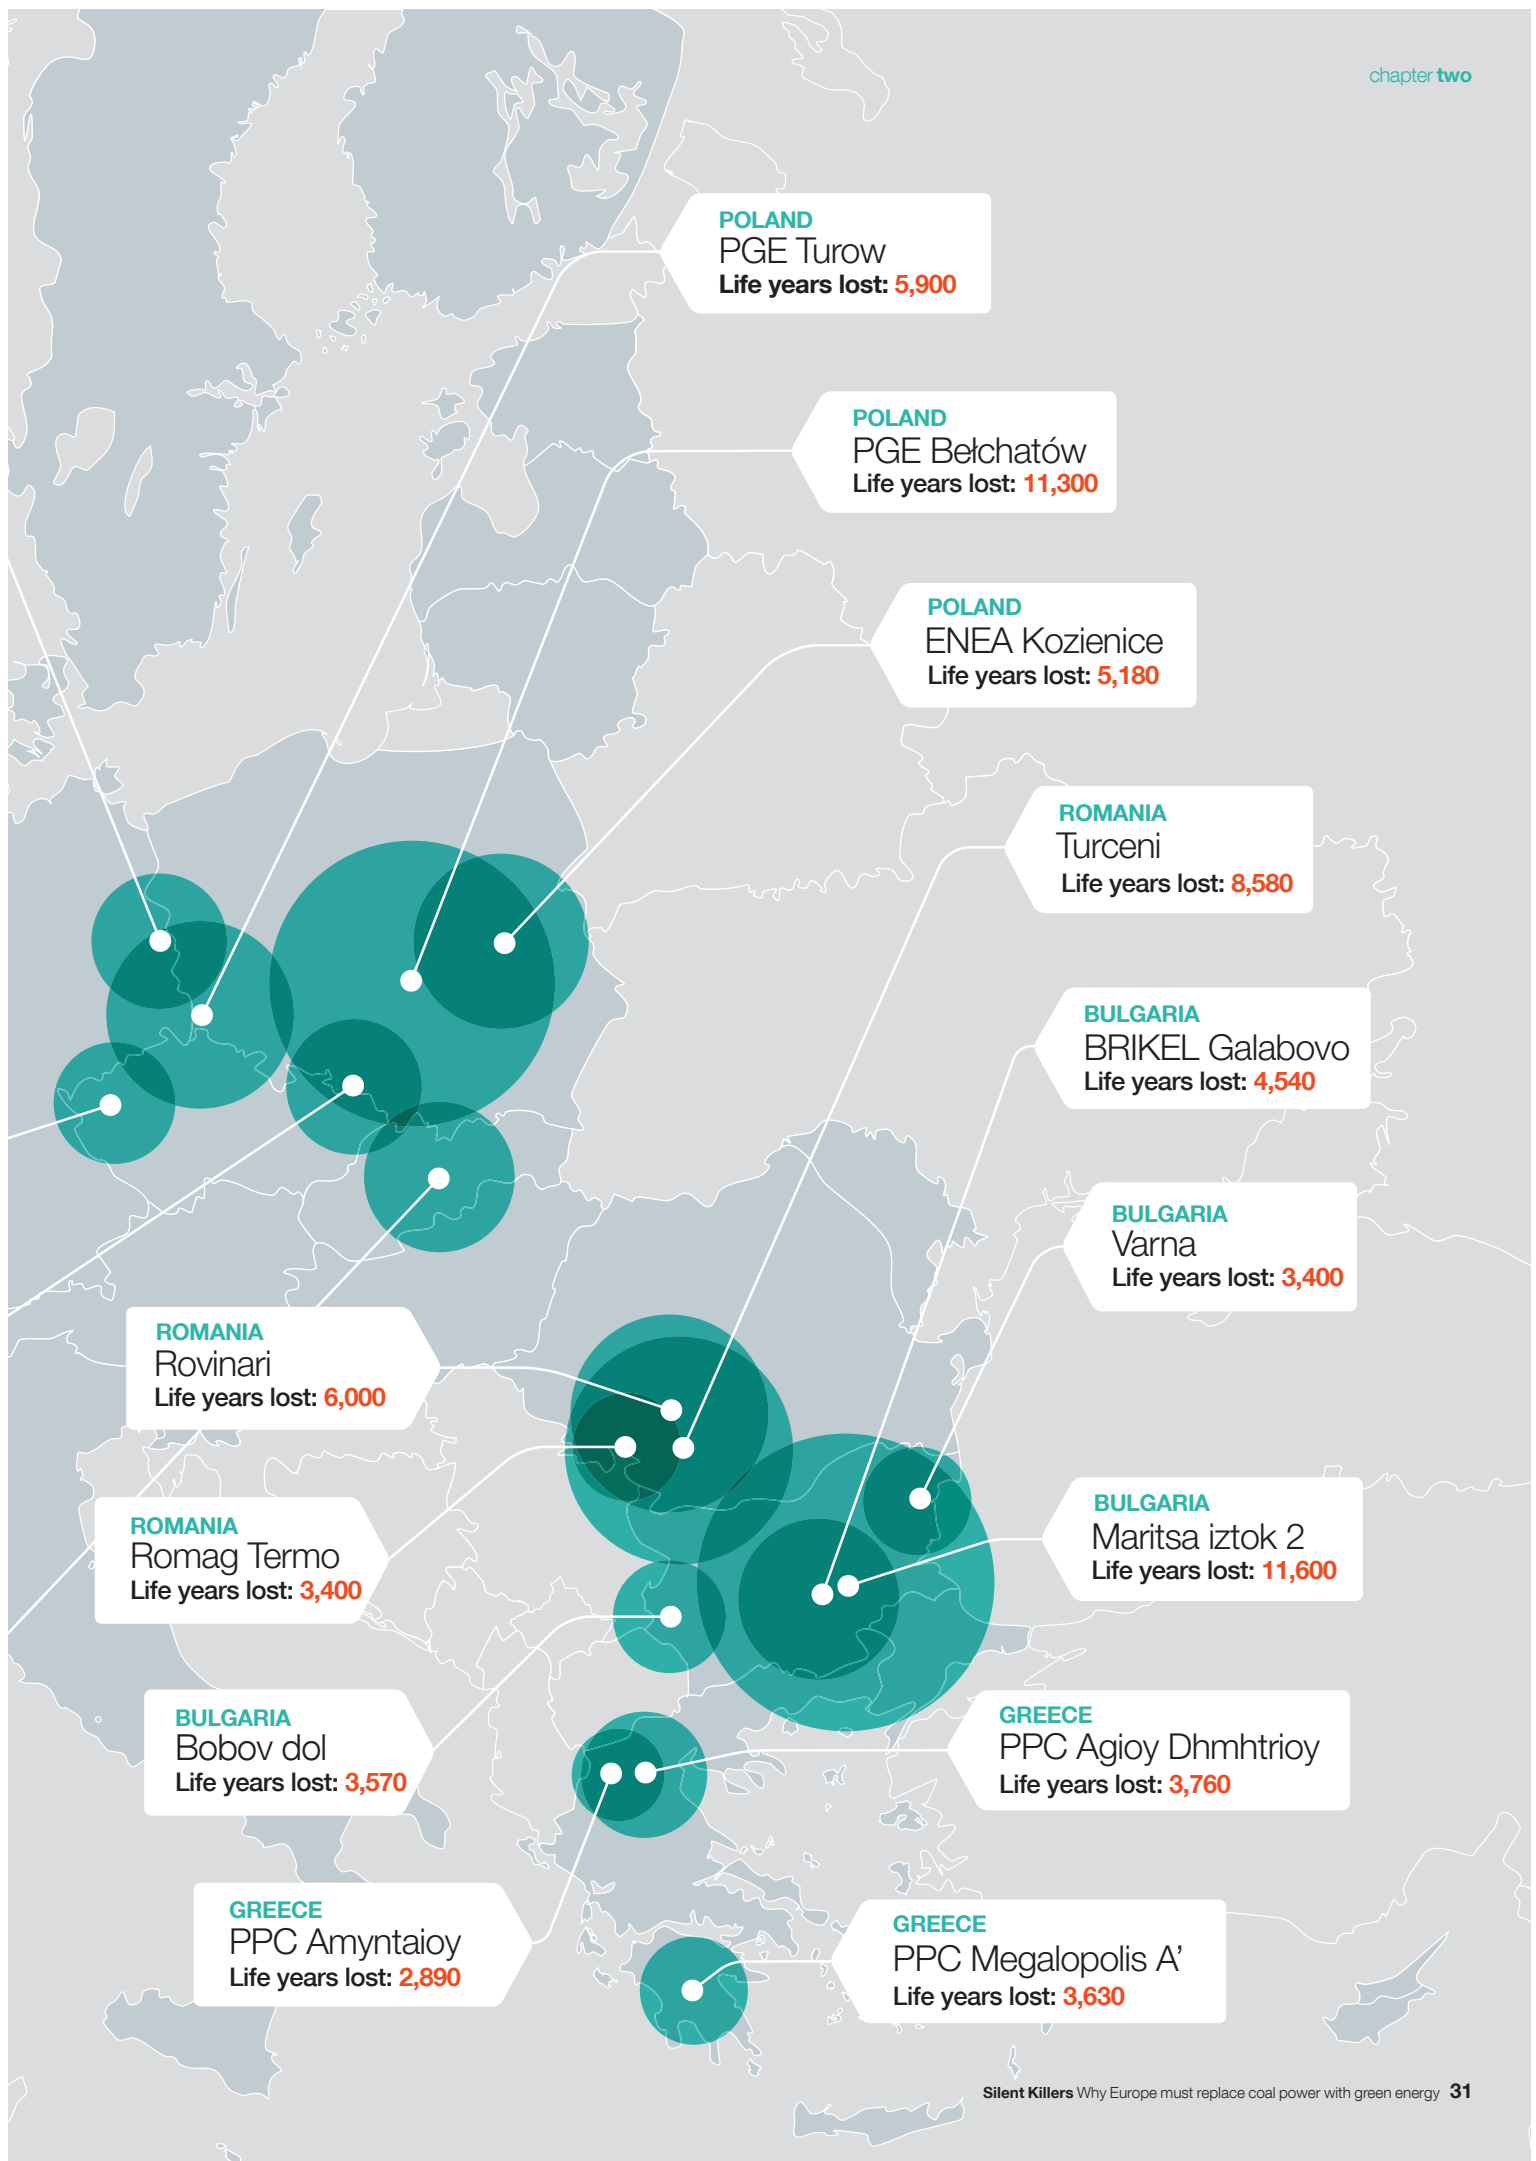 chapter two
POLAND
PGE Turow
Life years lost: 5,900
POLAND
PGE Bełchatów
Life years lost: 11,300
POLAND
ENEA Kozienice
Life years lost: 5,180
ROMANIA
Turceni
Life years lost: 8,580
BULGARIA
BRIKEL Galabovo
Life years lost: 4,540
BULGARIA
Varna
Life years lost: 3,400
ROMANIA
Rovinari
Life years lost: 6,000
BULGARIA
Maritsa iztok 2
Life years lost: 11,600
ROMANIA
Romag Termo
Life years lost: 3,400
BULGARIA
Bobov dol
Life years lost: 3,570
GREECE
PPC Agioy Dhmhtrioy
Life years lost: 3,760
GREECE
PPC Amyntaioy
Life years lost: 2,890
GREECE
PPC Megalopolis A’
Life years lost: 3,630
Silent Killers Why Europe must replace coal power with green energy 31